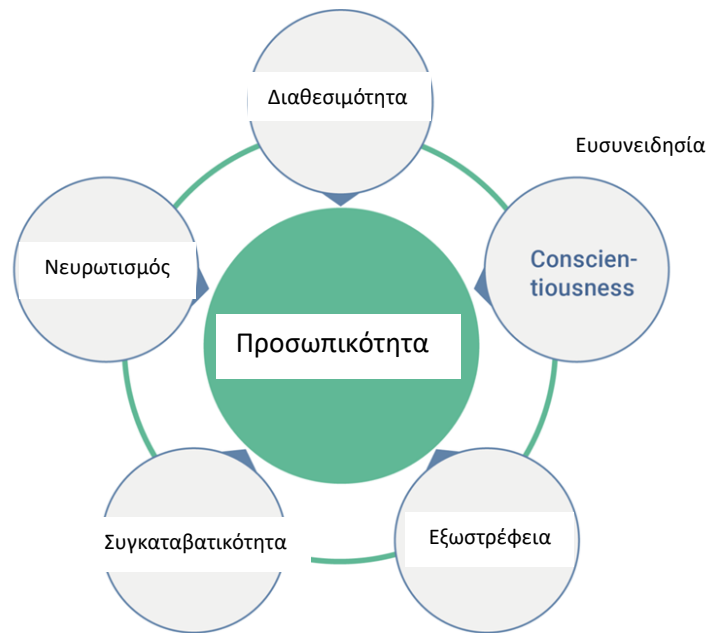 Διαθεσιμότητα
Ευσυνειδησία
Conscien-
tiousness
Νευρωτισμός
Προσωπικότητα
Συγκαταβατικότητα
Εξωστρέφεια